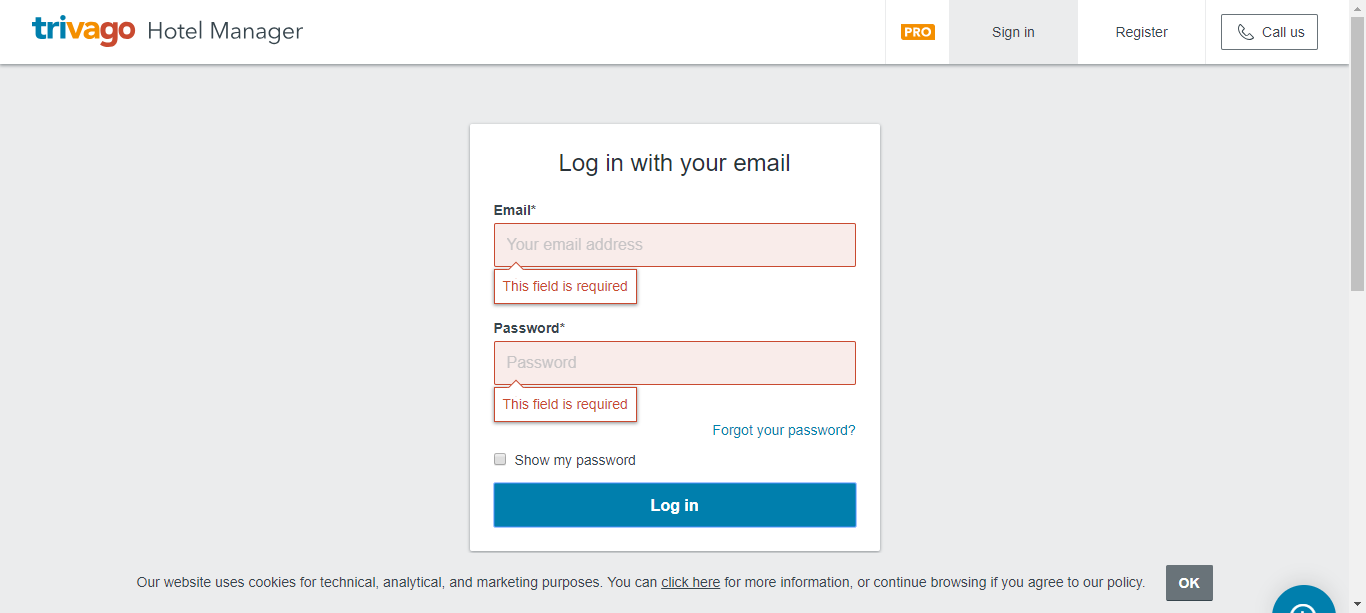 trivago Hotel Manager
PRO
Sign in
Register
Call us
Log in with your email
Email*
Your email address
This field is required
Password*
Password
This field is required
Forgot your password?
Show my password
Log in
Our website uses cookies for technical, analytical, and marketing purposes. You can click here for more information, or continue browsing if you agree to our policy.
OK